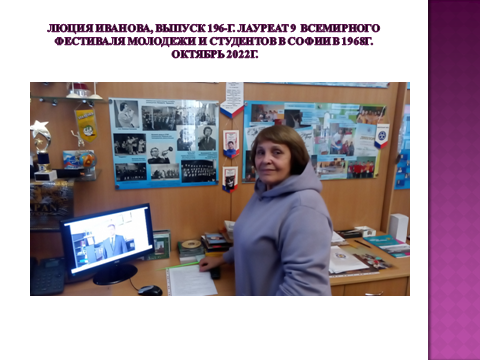 ЛЮЦИЯ ИВАНОВА, ВЫПУСК 196-Г. ЛАУРЕАТ 9 ВСЕМИРНОГО
ФЕСТИВАЛЯ МОЛОДЕЖИ И СТУДЕНТОВ В СОФИИ В 1968Г.
ОКТЯБРЬ 2022Г.